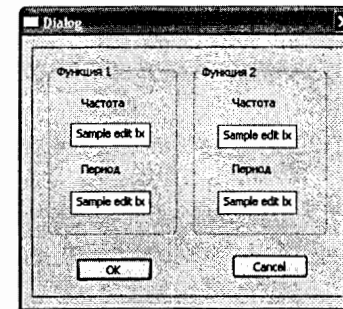 Dialog
Функция 1 Функция 2
Частота Частота
Sample edit bx Sample edit bx
Период Период
Sample edit bx Sample edit bx
OK Cancel